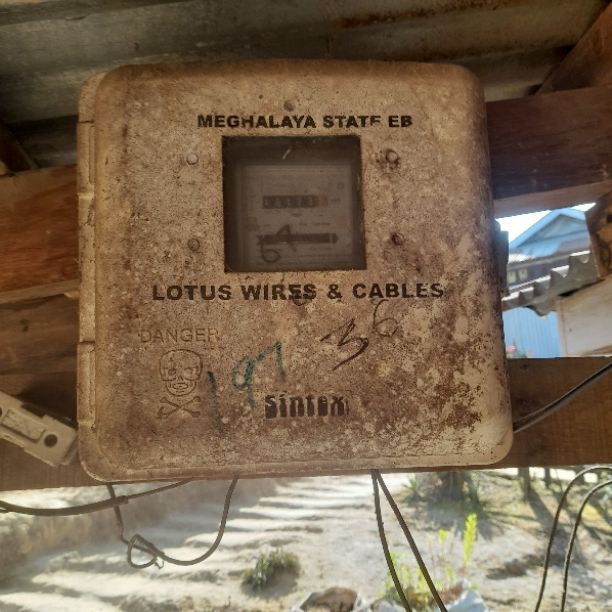 MEGHALAYA STATE EB
LOTUS WIRES & CABLES
DANGER
36
197
Sintex